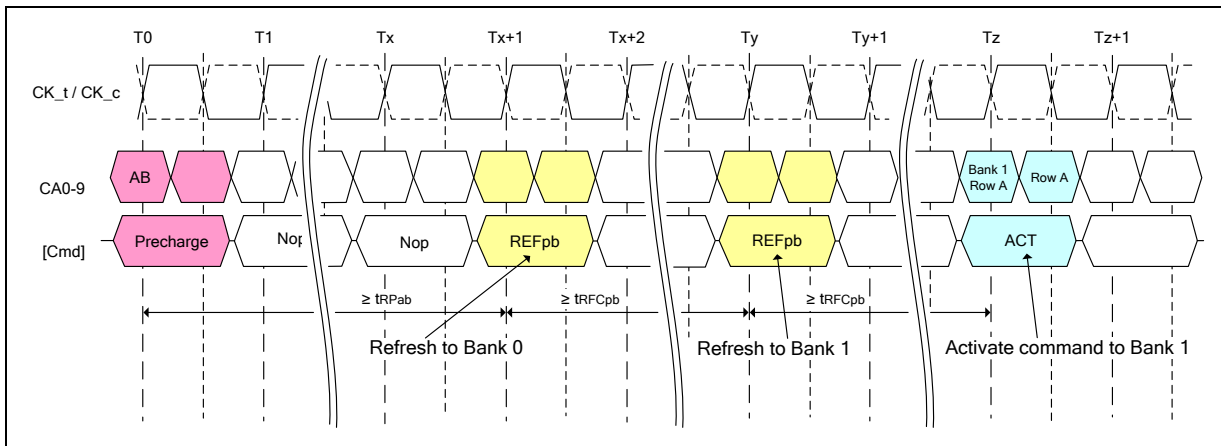 T0 T1 Tx Tx+1 Tx+2 Ty Ty+1 Tz Tz+1
CK_t / CK_c
CA0-9 AB Bank 1 Row A Row A
[Cmd] Precharge Nop Nop REFpb REFpb ACT
≥ tRPab ≥ tRFCpb ≥ tRFCpb
Refresh to Bank 0 Refresh to Bank 1 Activate command to Bank 1